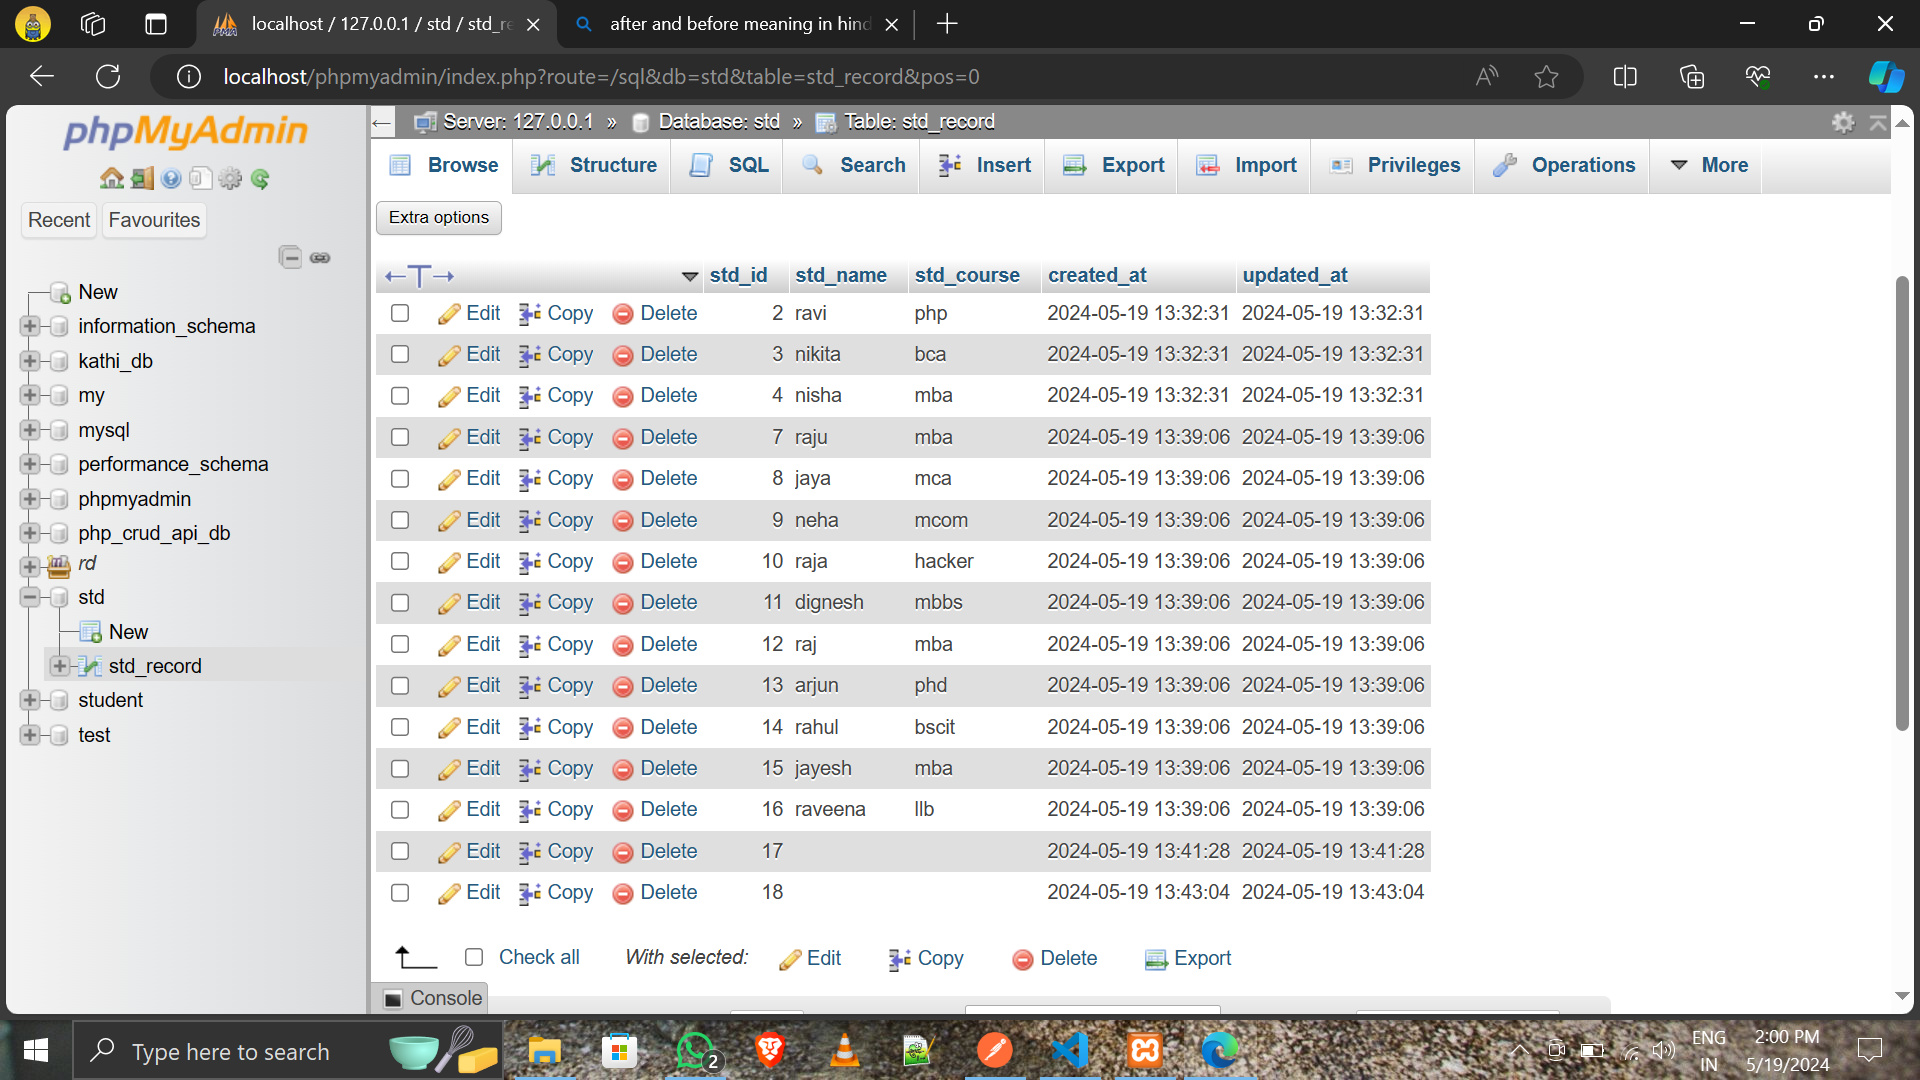 localhost / 127.0.0.1 / std / std_re
after and before meaning in hind
localhost/phpmyadmin/index.php?route=/sql&db=std&table=std_record&pos=0
phpMyAdmin
Recent
Favourites
New
information_schema
kathi_db
my
mysql
performance_schema
phpmyadmin
php_crud_api_db
rd
std
New
std_record
student
test
Server: 127.0.0.1 » Database: std » Table: std_record
Browse Structure SQL Search Insert Export Import Privileges Operations More
Extra options
std_id std_name std_course created_at updated_at
Edit Copy Delete 2 ravi php 2024-05-19 13:32:31 2024-05-19 13:32:31
Edit Copy Delete 3 nikita bca 2024-05-19 13:32:31 2024-05-19 13:32:31
Edit Copy Delete 4 nisha mba 2024-05-19 13:32:31 2024-05-19 13:32:31
Edit Copy Delete 7 raju mba 2024-05-19 13:39:06 2024-05-19 13:39:06
Edit Copy Delete 8 jaya mca 2024-05-19 13:39:06 2024-05-19 13:39:06
Edit Copy Delete 9 neha mcom 2024-05-19 13:39:06 2024-05-19 13:39:06
Edit Copy Delete 10 raja hacker 2024-05-19 13:39:06 2024-05-19 13:39:06
Edit Copy Delete 11 dignesh mbbs 2024-05-19 13:39:06 2024-05-19 13:39:06
Edit Copy Delete 12 raj mba 2024-05-19 13:39:06 2024-05-19 13:39:06
Edit Copy Delete 13 arjun phd 2024-05-19 13:39:06 2024-05-19 13:39:06
Edit Copy Delete 14 rahul bscit 2024-05-19 13:39:06 2024-05-19 13:39:06
Edit Copy Delete 15 jayesh mba 2024-05-19 13:39:06 2024-05-19 13:39:06
Edit Copy Delete 16 raveena llb 2024-05-19 13:39:06 2024-05-19 13:39:06
Edit Copy Delete 17 2024-05-19 13:41:28 2024-05-19 13:41:28
Edit Copy Delete 18 2024-05-19 13:43:04 2024-05-19 13:43:04
Check all With selected: Edit Copy Delete Export
Console
Type here to search
2
ENG
IN
2:00 PM
5/19/2024